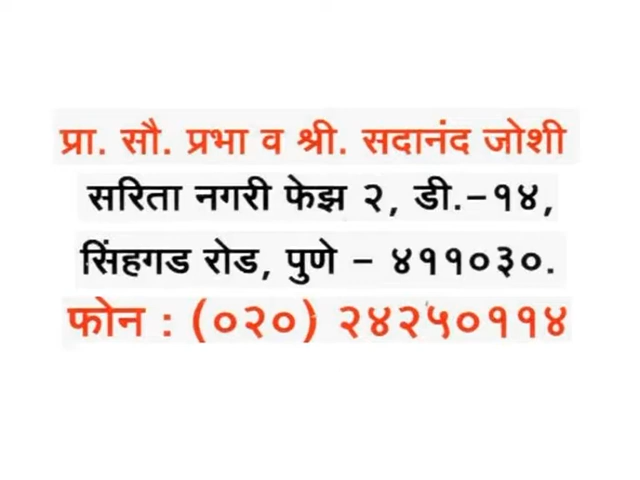 प्रा. सौ. प्रभा व श्री. सदानंद जोशी
सरिता नगरी फेझ २, डी.-१४,
सिंहगड रोड, पुणे - ४११०३०.
फोन : (०२०) २४२५०११४